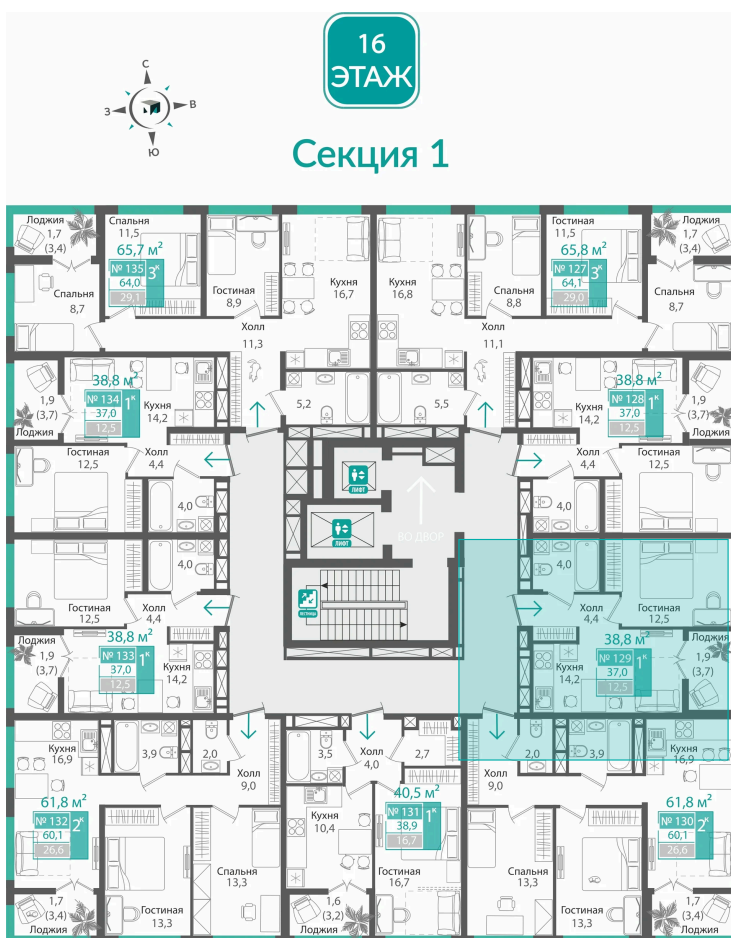 16
ЭТАЖ
С
З
В
Ю
Секция 1
Лоджия
1,7
(3,4)
Спальня
11,5
65,7 м²
№ 135
3к
64,0
29,1
Спальня
8,7
Гостиная
8,9
Кухня
16,7
Холл
11,3
Кухня
16,8
Спальня
8,8
Гостиная
11,5
65,8 м²
№ 127
3к
64,1
29,0
Лоджия
1,7
(3,4)
Спальня
8,7
Холл
11,1
5,2
5,5
38,8 м²
№ 134
1к
37,0
12,5
1,9
(3,7)
Лоджия
Кухня
14,2
Гостиная
12,5
Холл
4,4
4,0
38,8 м²
№ 128
1к
37,0
12,5
Кухня
14,2
1,9
(3,7)
Лоджия
Холл
4,4
Гостиная
12,5
4,0
ЛИФТ
ЛИФТ
ВО ДВОР
ЛЕСТНИЦА
4,0
Гостиная
12,5
Холл
4,4
38,8 м²
№ 133
1к
37,0
12,5
Лоджия
1,9
(3,7)
Кухня
14,2
4,0
Холл
4,4
Гостиная
12,5
38,8 м²
№ 129
1к
37,0
12,5
Кухня
14,2
Лоджия
1,9
(3,7)
Кухня
16,9
3,9
2,0
Холл
9,0
61,8 м²
№ 132
2к
60,1
26,6
1,7
(3,4)
Лоджия
Гостиная
13,3
Спальня
13,3
3,5
Холл
4,0
2,7
Кухня
10,4
40,5 м²
№ 131
1к
38,9
16,7
Гостиная
16,7
1,6
(3,2)
Лоджия
2,0
3,9
Кухня
16,9
Холл
9,0
61,8 м²
№ 130
2к
60,1
26,6
Спальня
13,3
Гостиная
13,3
1,7
(3,4)
Лоджия